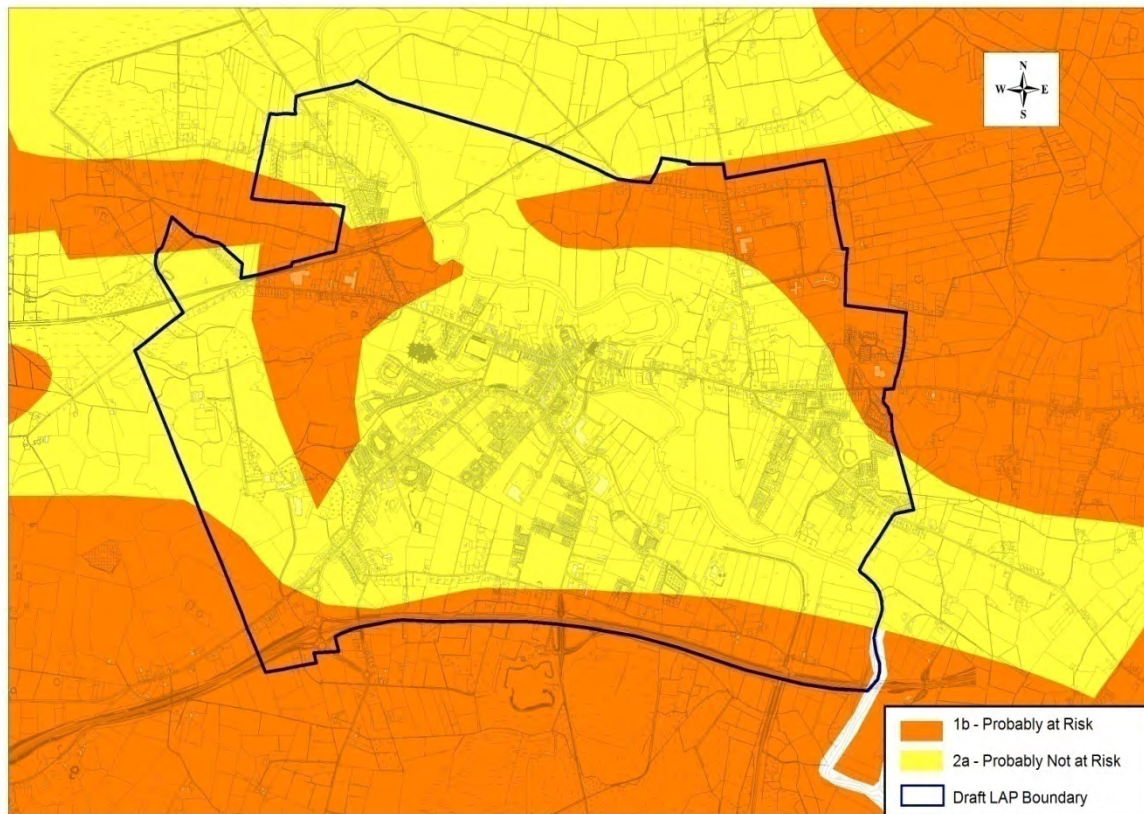 N
W E
S
1b - Probably at Risk
2a - Probably Not at Risk
Draft LAP Boundary